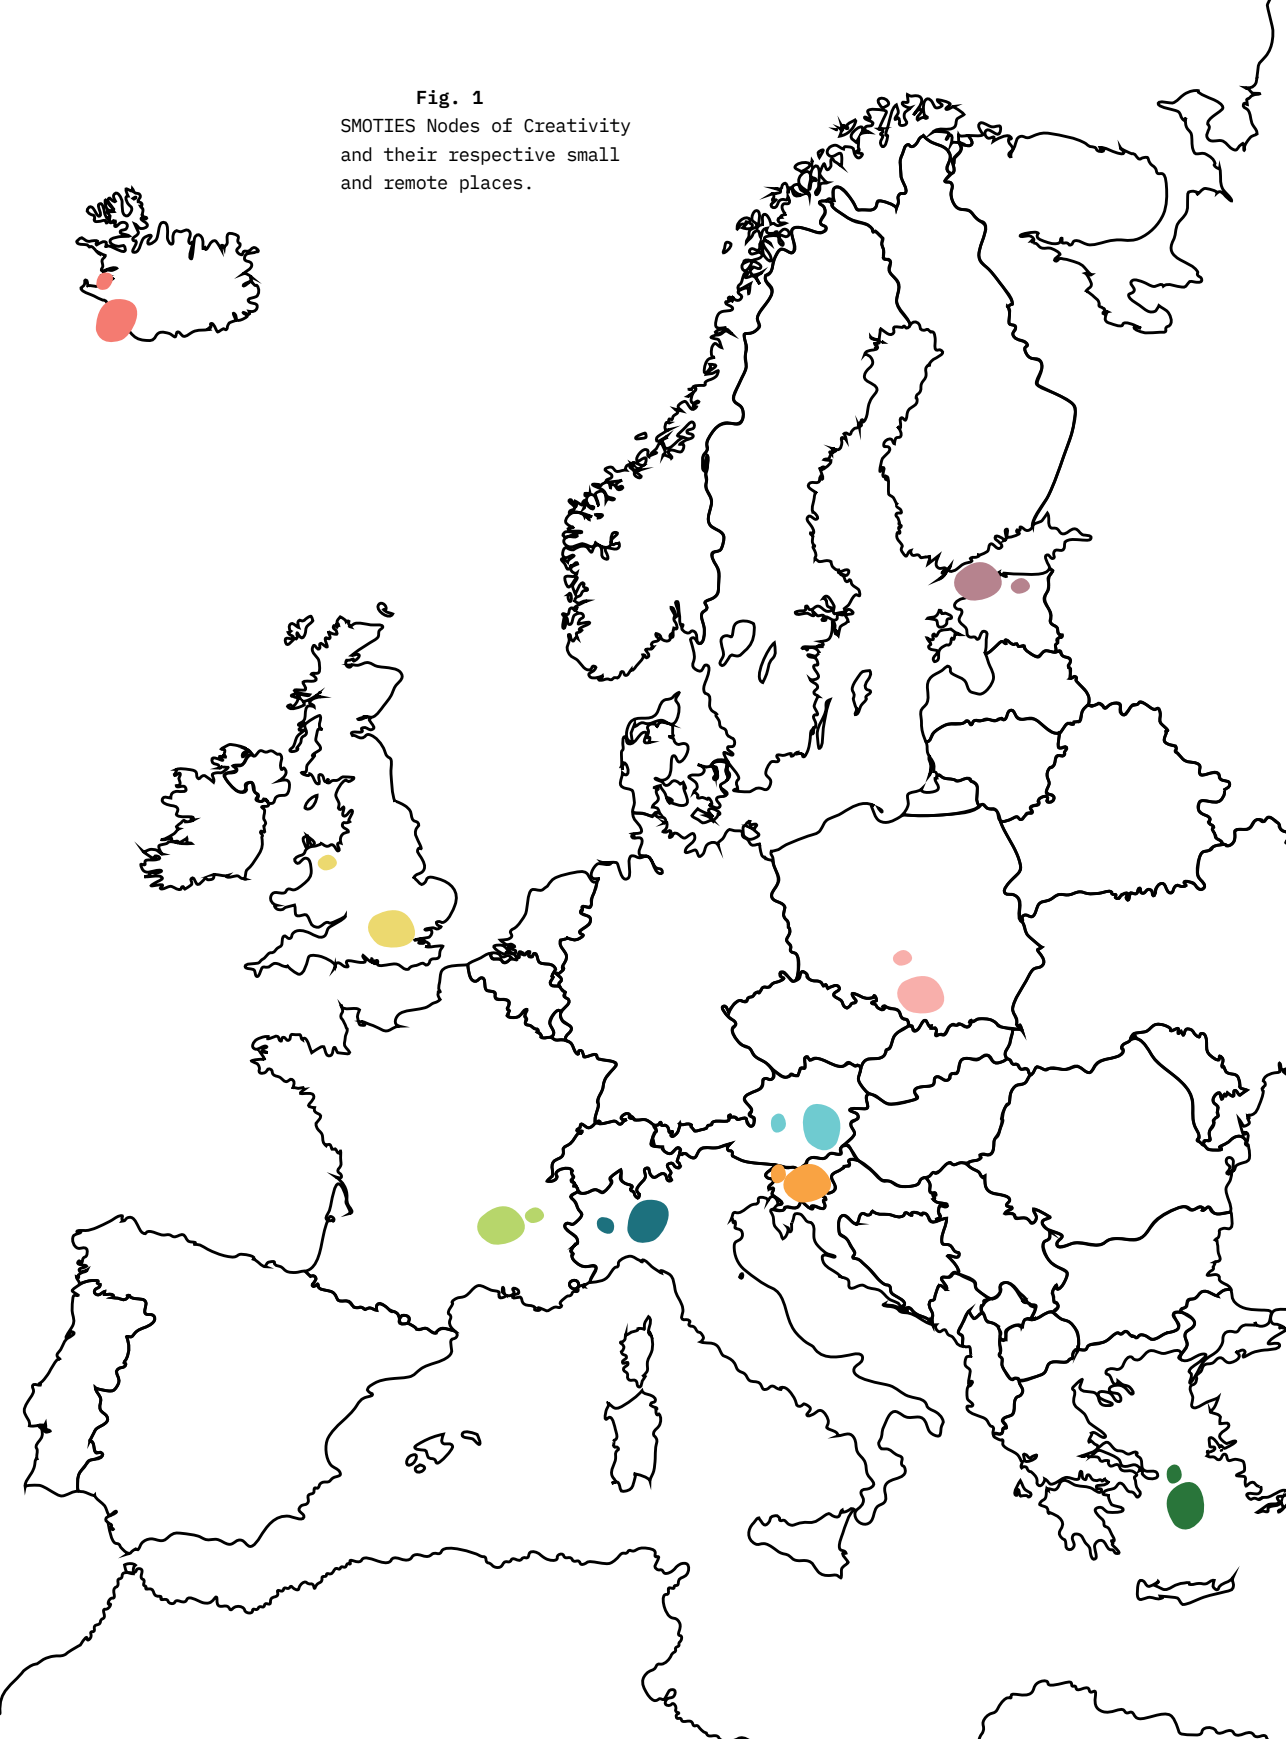 Fig. 1
SMOTIES Nodes of Creativity
and their respective small
and remote places.